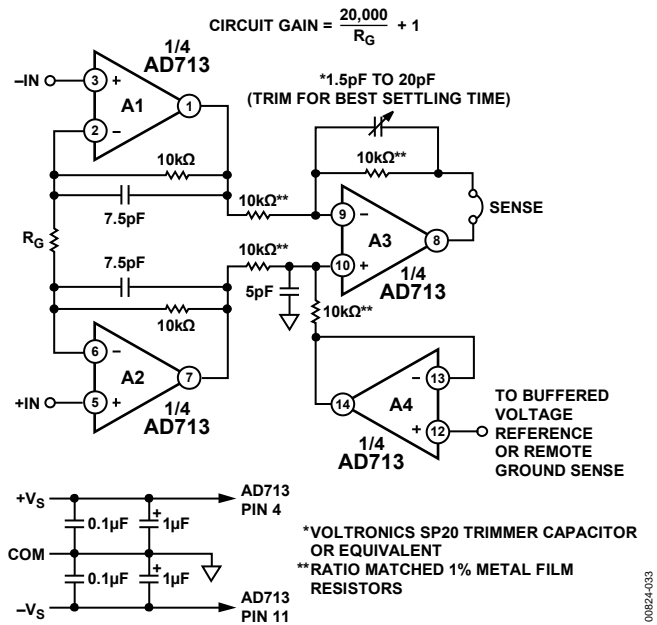 CIRCUIT GAIN = 20,000 / RG + 1
1/4
AD713
–IN
3
+
A1
1
2
–
*1.5pF TO 20pF
(TRIM FOR BEST SETTLING TIME)
10kΩ
7.5pF
10kΩ**
10kΩ**
9
–
A3
8
10
+
SENSE
RG
7.5pF
10kΩ**
5pF
1/4
AD713
10kΩ
10kΩ**
6
–
A2
7
+IN
5
+
1/4
AD713
–
13
14
A4
+
12
1/4
AD713
TO BUFFERED
VOLTAGE
REFERENCE
OR REMOTE
GROUND SENSE
+VS
AD713
PIN 4
0.1µF
+
1µF
COM
0.1µF
+
1µF
–VS
AD713
PIN 11
*VOLTRONICS SP20 TRIMMER CAPACITOR
OR EQUIVALENT
**RATIO MATCHED 1% METAL FILM
RESISTORS
00824-033